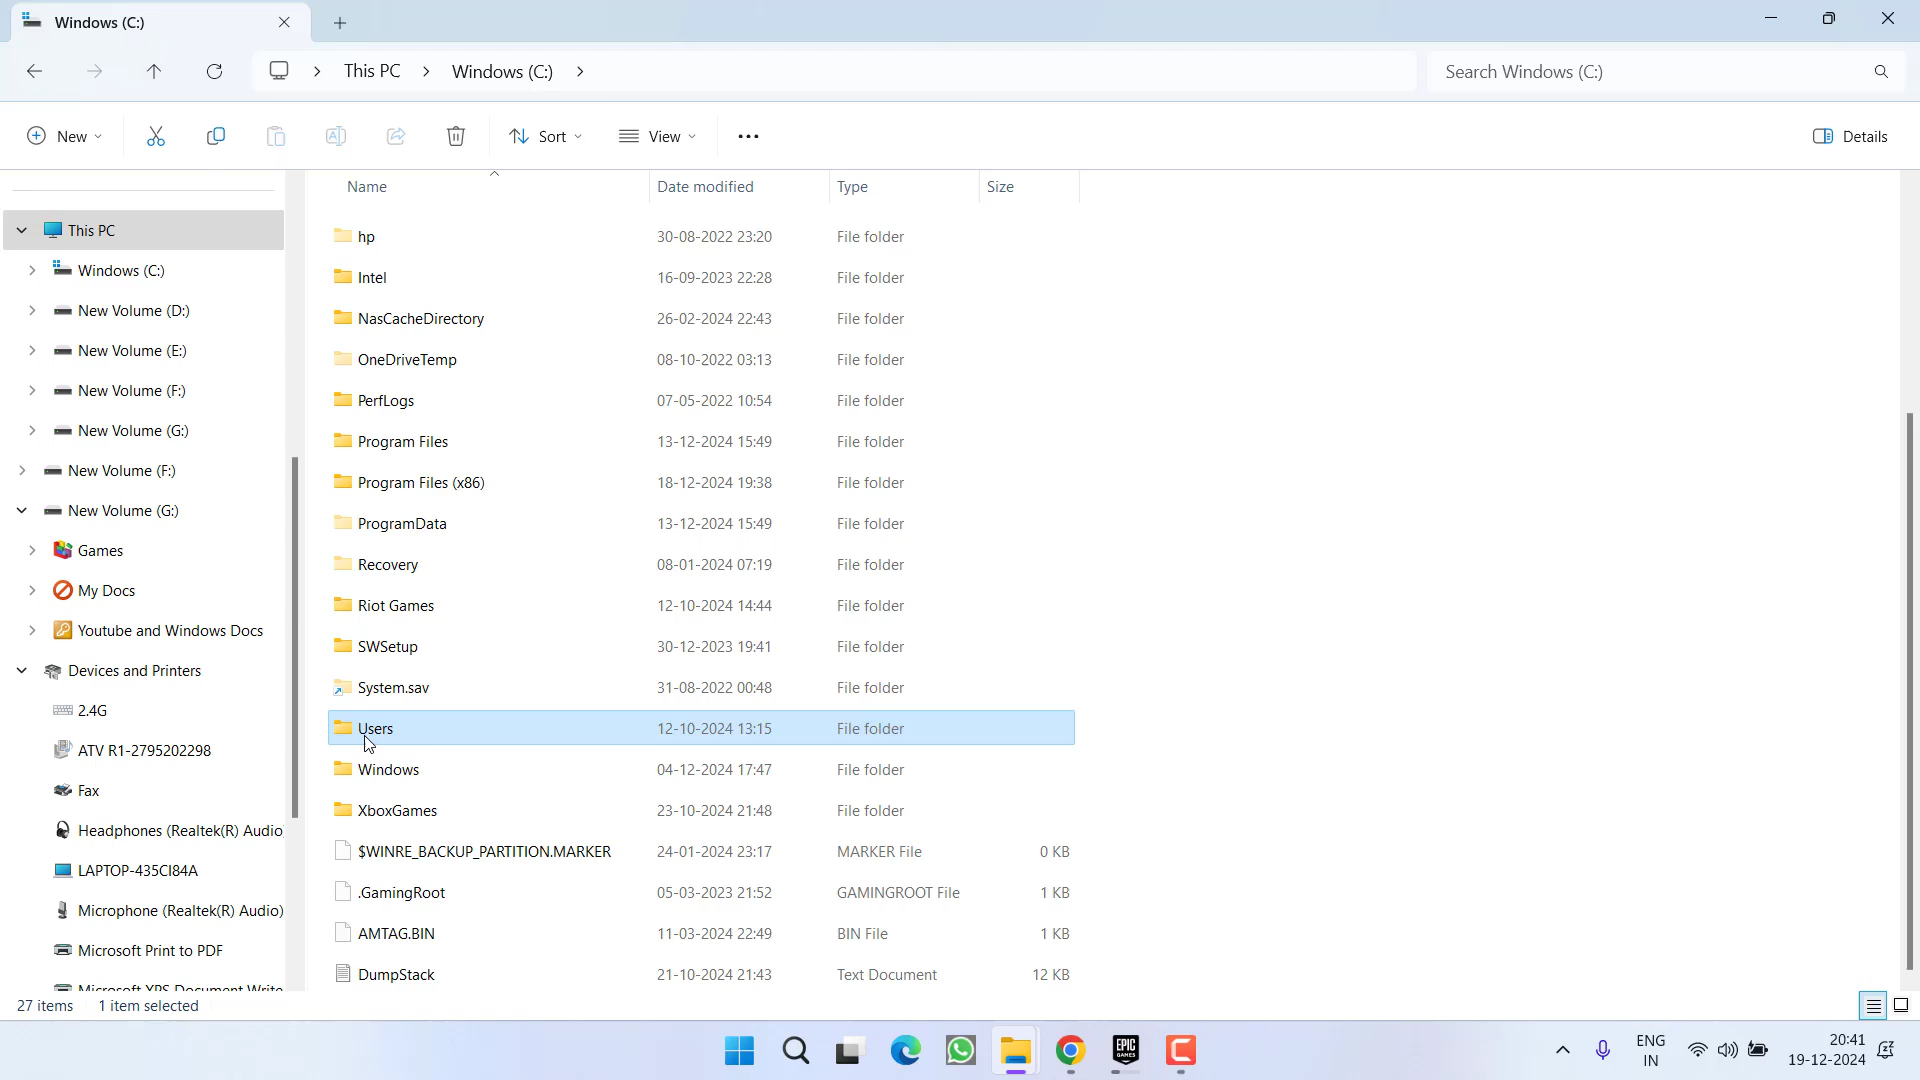 Windows (C:)
This PC > Windows (C:) >
Search Windows (C:)
New
Sort
View
Details
Name Date modified Type Size
This PC
Windows (C:)
New Volume (D:)
New Volume (E:)
New Volume (F:)
New Volume (G:)
New Volume (F:)
New Volume (G:)
Games
My Docs
Youtube and Windows Docs
Devices and Printers
2.4G
ATV R1-2795202298
Fax
Headphones (Realtek(R) Audio)
LAPTOP-435CI84A
Microphone (Realtek(R) Audio)
Microsoft Print to PDF
Microsoft XPS Document Write
hp 30-08-2022 23:20 File folder
Intel 16-09-2023 22:28 File folder
NasCacheDirectory 26-02-2024 22:43 File folder
OneDriveTemp 08-10-2022 03:13 File folder
PerfLogs 07-05-2022 10:54 File folder
Program Files 13-12-2024 15:49 File folder
Program Files (x86) 18-12-2024 19:38 File folder
ProgramData 13-12-2024 15:49 File folder
Recovery 08-01-2024 07:19 File folder
Riot Games 12-10-2024 14:44 File folder
SWSetup 30-12-2023 19:41 File folder
System.sav 31-08-2022 00:48 File folder
Users 12-10-2024 13:15 File folder
Windows 04-12-2024 17:47 File folder
XboxGames 23-10-2024 21:48 File folder
$WINRE_BACKUP_PARTITION.MARKER 24-01-2024 23:17 MARKER File 0 KB
.GamingRoot 05-03-2023 21:52 GAMINGROOT File 1 KB
AMTAG.BIN 11-03-2024 22:49 BIN File 1 KB
DumpStack 21-10-2024 21:43 Text Document 12 KB
27 items 1 item selected
EPIC
GAMES
ENG
IN
20:41
19-12-2024